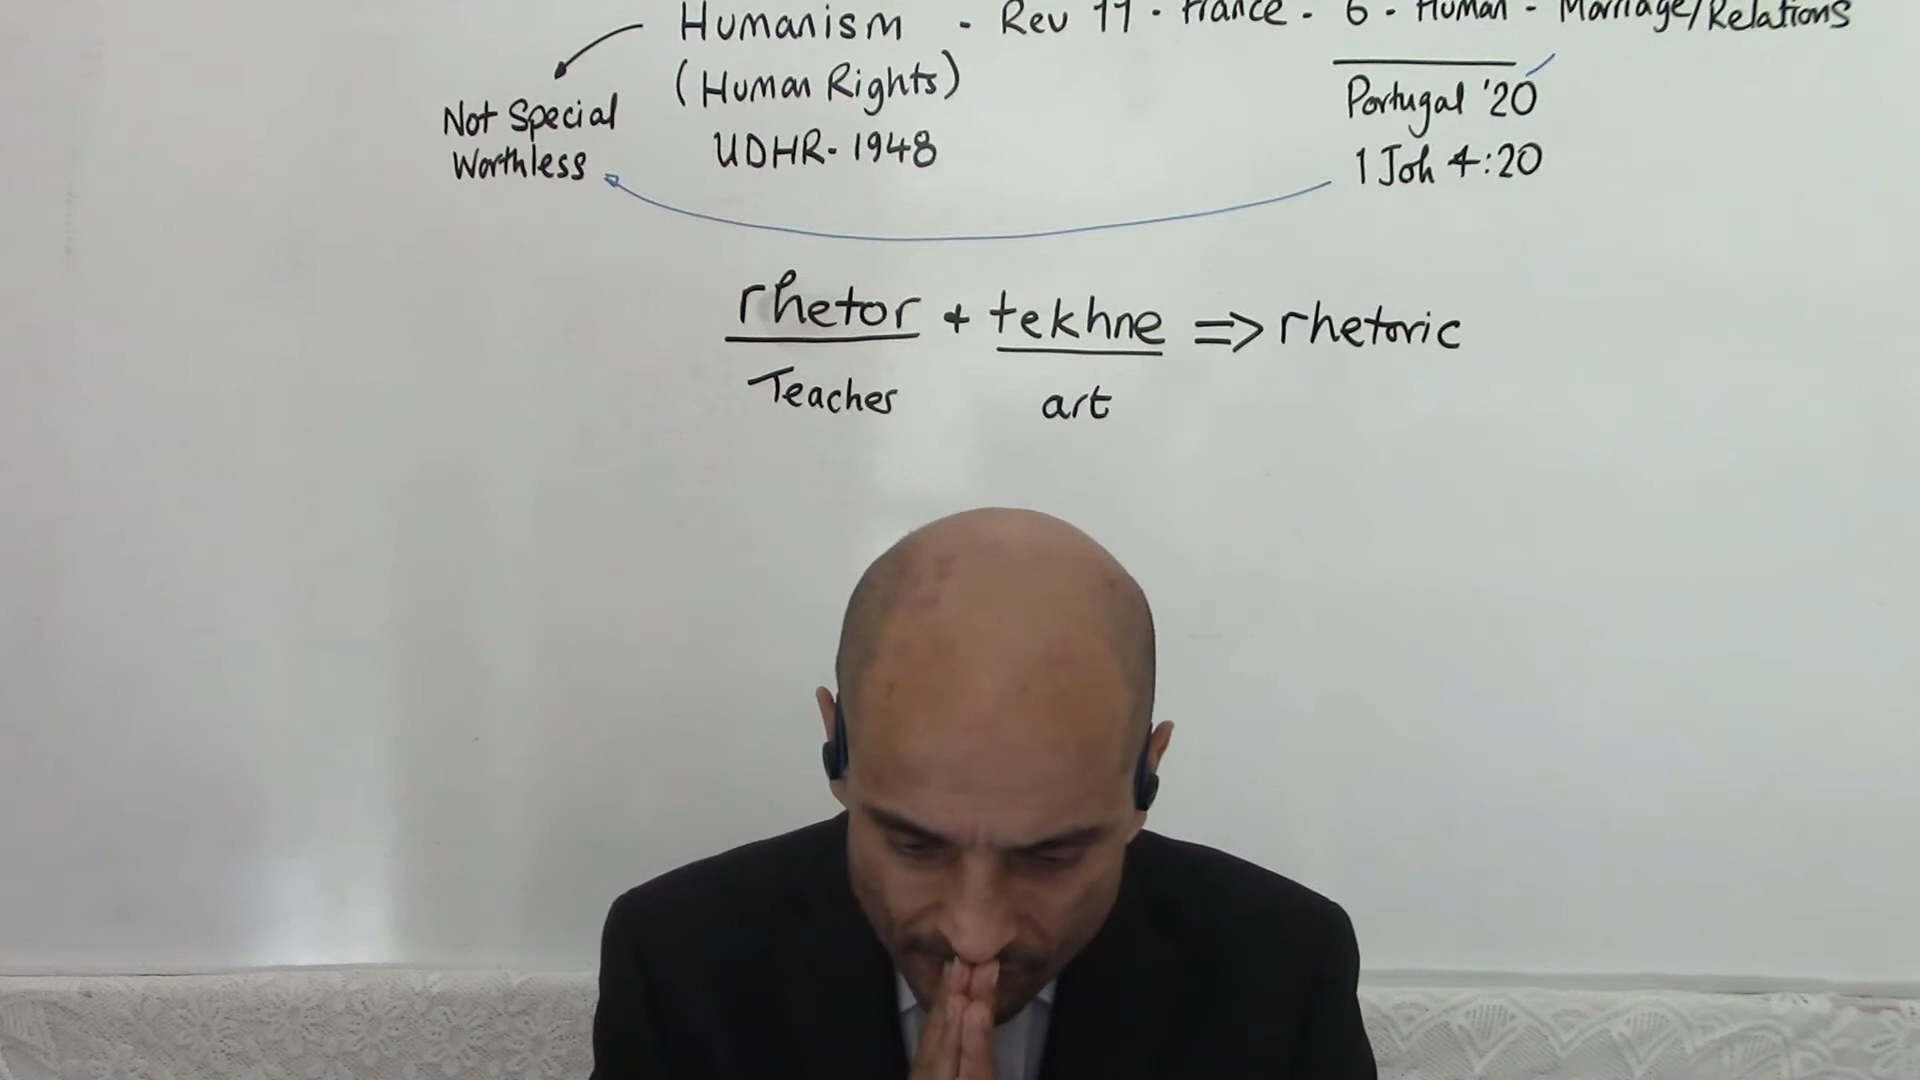 Humanism - Rev 11 - France - 6 - Human - Marriage/Relations
(Human Rights)
UDHR - 1948
Not Special
Worthless
Portugal '20
1 Joh 4:20
rhetor + tekhne => rhetoric
Teacher
art